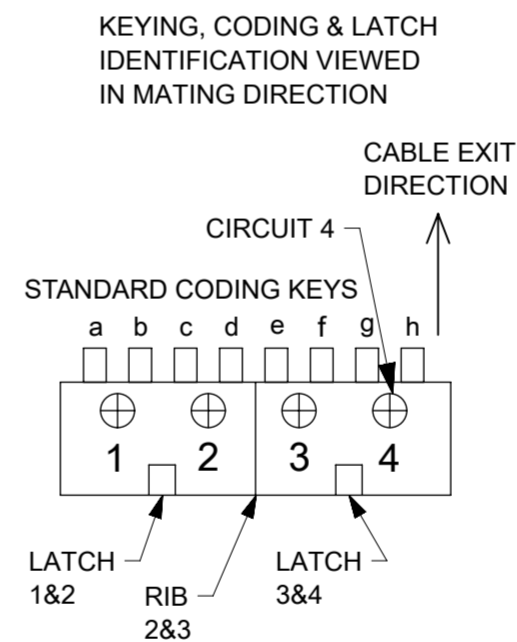 KEYING, CODING & LATCH
IDENTIFICATION VIEWED
IN MATING DIRECTION
CABLE EXIT
DIRECTION
CIRCUIT 4
STANDARD CODING KEYS
a b c d e f g h
1 2 3 4
LATCH
1&2
RIB
2&3
LATCH
3&4